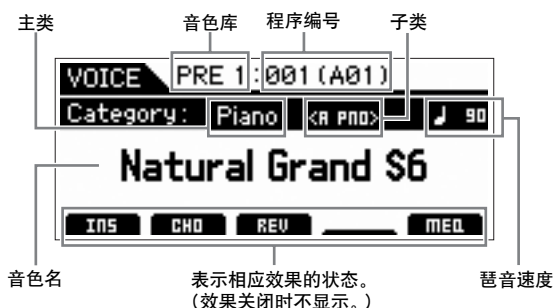 主类
音色库
程序编号
子类
VOICE PRE 1:001(A01)
Category: Piano <A PNO> ♩ 90
Natural Grand S6
INS CHO REV MEQ
音色名
表示相应效果的状态。
(效果关闭时不显示。)
琶音速度